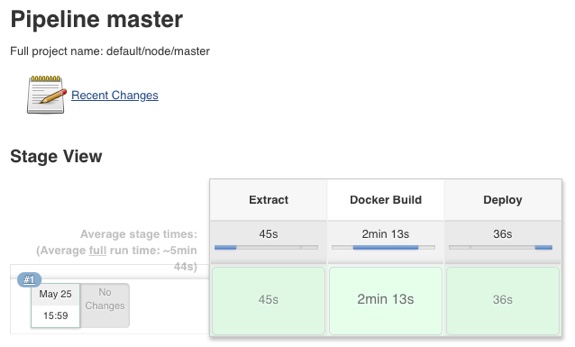 Pipeline master
Full project name: default/node/master
Recent Changes
Stage View
Extract
Docker Build
Deploy
Average stage times:
(Average full run time: ~5min
44s)
45s
2min 13s
36s
#1
May 25
15:59
No
Changes
45s
2min 13s
36s